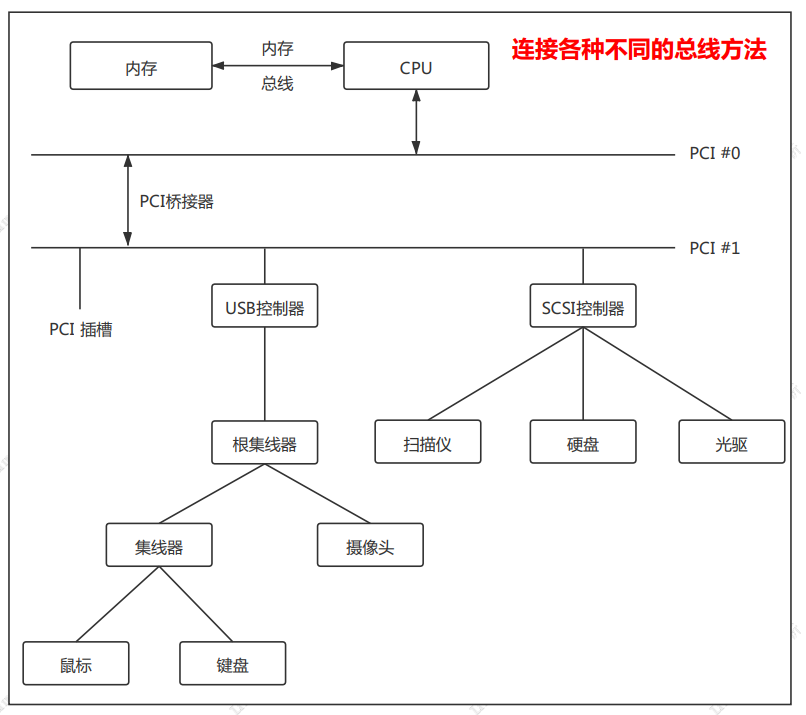 连接各种不同的总线方法
内存
内存
总线
CPU
PCI #0
PCI桥接器
PCI #1
PCI 插槽
USB控制器
SCSI控制器
根集线器
扫描仪
硬盘
光驱
集线器
摄像头
鼠标
键盘